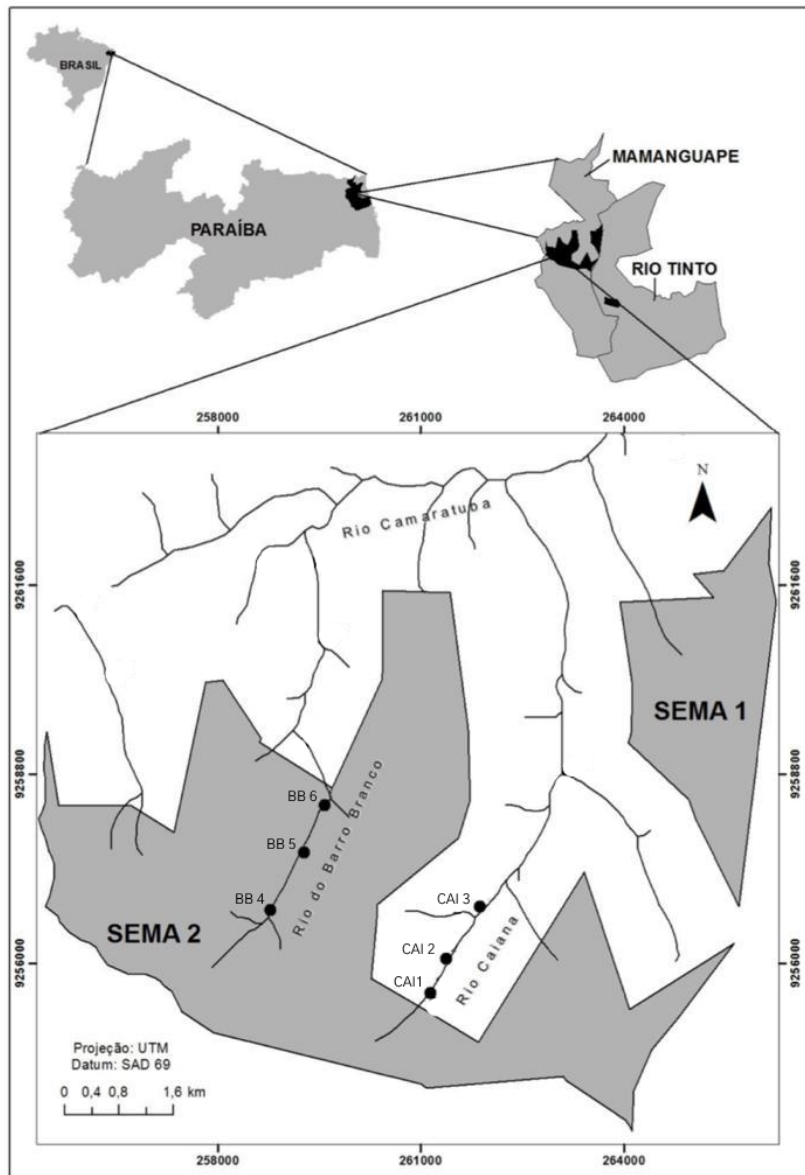 BRASIL
MAMANGUAPE
PARAÍBA
RIO TINTO
258000
261000
264000
N
Rio Camaratuba
9261600
9261600
SEMA 1
9258800
9258800
BB 6
BB 5
Rio do Barro Branco
BB 4
CAI 3
SEMA 2
CAI 2
Rio Caiana
9256000
9256000
CAI1
Projeção: UTM
Datum: SAD 69
0 0,4 0,8 1,6 km
258000
261000
264000